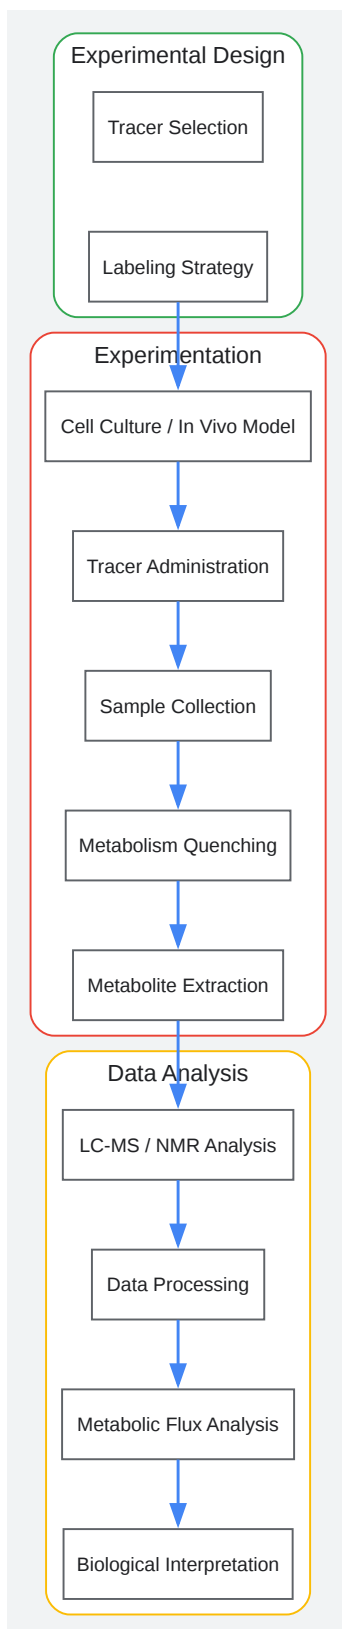 Experimental Design
Tracer Selection
Labeling Strategy
Experimentation
Cell Culture / In Vivo Model
Tracer Administration
Sample Collection
Metabolism Quenching
Metabolite Extraction
Data Analysis
LC-MS / NMR Analysis
Data Processing
Metabolic Flux Analysis
Biological Interpretation